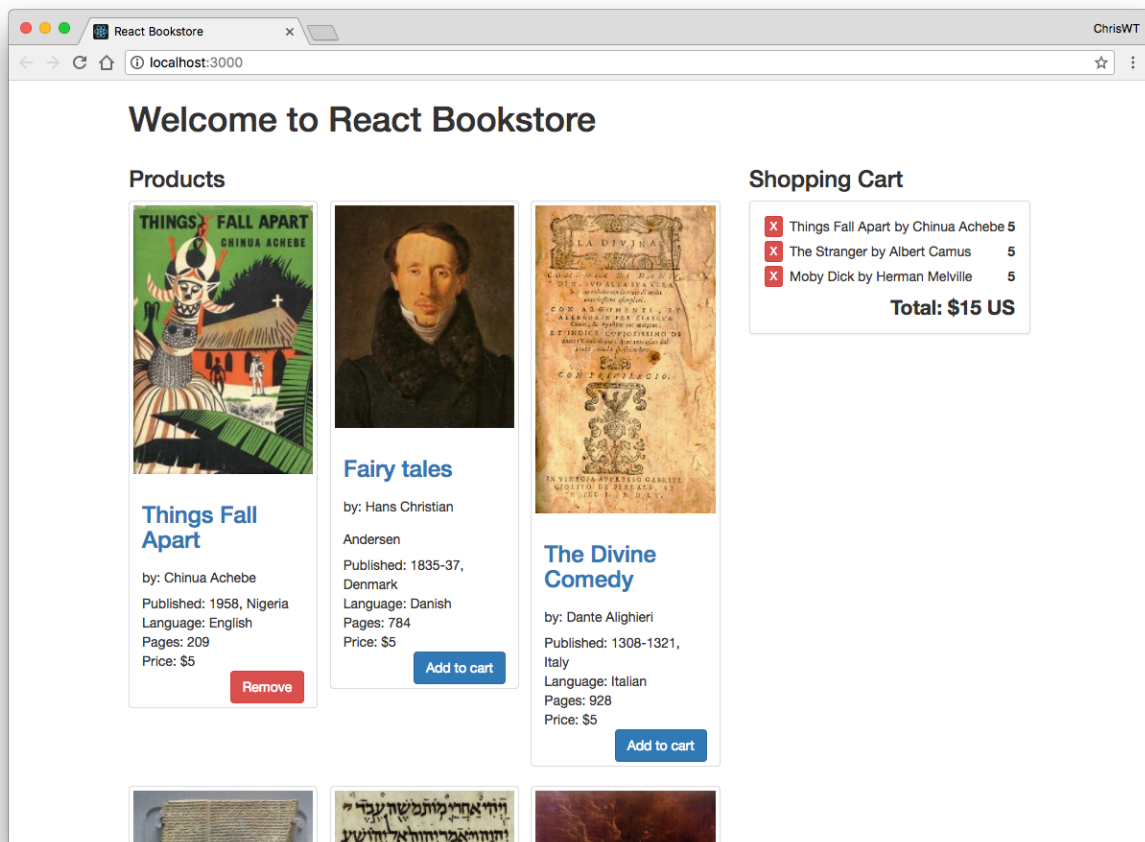 React Bookstore
ChrisWT
localhost:3000
Welcome to React Bookstore
Products
THINGS FALL APART
CHINUA ACHEBE
Things Fall
Apart
by: Chinua Achebe
Published: 1958, Nigeria
Language: English
Pages: 209
Price: $5
Remove
Fairy tales
by: Hans Christian
Andersen
Published: 1835-37,
Denmark
Language: Danish
Pages: 784
Price: $5
Add to cart
LA DIVINA
CON PRIVILEGIO.
The Divine
Comedy
by: Dante Alighieri
Published: 1308-1321,
Italy
Language: Italian
Pages: 928
Price: $5
Add to cart
Shopping Cart
X Things Fall Apart by Chinua Achebe 5
X The Stranger by Albert Camus 5
X Moby Dick by Herman Melville 5
Total: $15 US